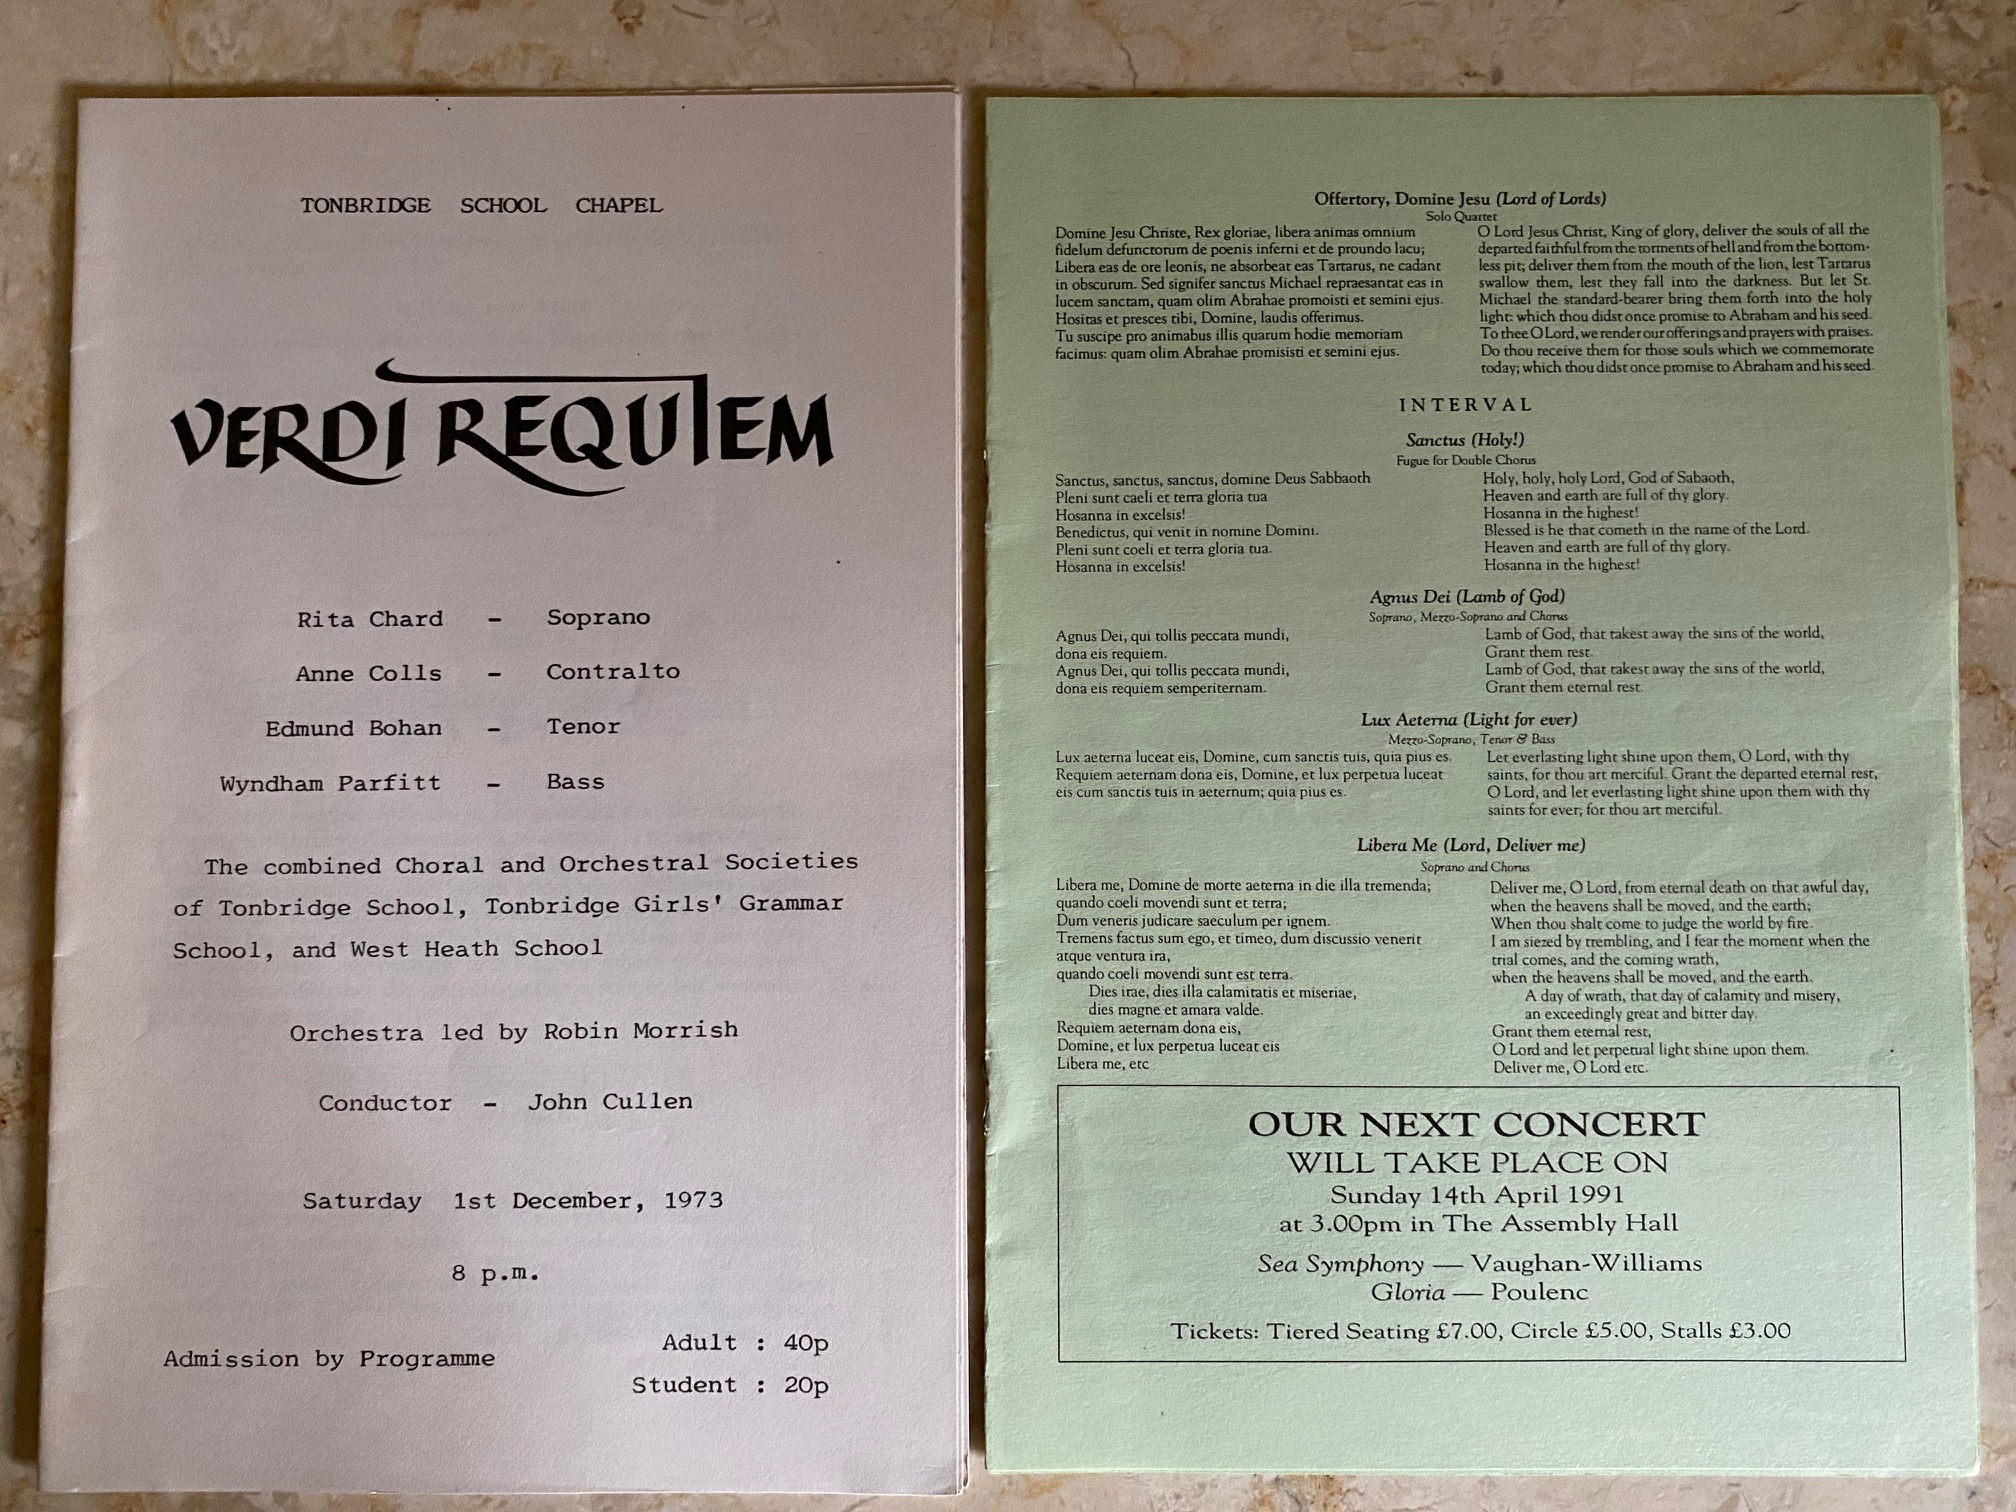 TONBRIDGE SCHOOL CHAPEL
VERDI REQUIEM
Rita Chard - Soprano
Anne Colls - Contralto
Edmund Bohan - Tenor
Wyndham Parfitt - Bass
The combined Choral and Orchestral Societies
of Tonbridge School, Tonbridge Girls' Grammar
School, and West Heath School
Orchestra led by Robin Morrish
Conductor - John Cullen
Saturday 1st December, 1973
8 p.m.
Admission by Programme
Adult : 40p
Student : 20p
Offertory, Domine Jesu (Lord of Lords)
Solo Quartet
Domine Jesu Christe, Rex gloriae, libera animas omnium
fidelum defunctorum de poenis inferni et de proundo lacu;
Libera eas de ore leonis, ne absorbeat eas Tartarus, ne cadant
in obscurum. Sed signifer sanctus Michael repraesantat eas in
lucem sanctam, quam olim Abrahae promoisti et semini ejus.
Hositas et presces tibi, Domine, laudis offerimus.
Tu suscipe pro animabus illis quarum hodie memoriam
facimus: quam olim Abrahae promisisti et semini ejus.
O Lord Jesus Christ, King of glory, deliver the souls of all the
departed faithful from the torments of hell and from the bottom-
less pit; deliver them from the mouth of the lion, lest Tartarus
swallow them, lest they fall into the darkness. But let St.
Michael the standard-bearer bring them forth into the holy
light: which thou didst once promise to Abraham and his seed.
To thee O Lord, we render our offerings and prayers with praises.
Do thou receive them for those souls which we commemorate
today; which thou didst once promise to Abraham and his seed.
INTERVAL
Sanctus (Holy!)
Fugue for Double Chorus
Sanctus, sanctus, sanctus, domine Deus Sabbaoth
Pleni sunt caeli et terra gloria tua
Hosanna in excelsis!
Benedictus, qui venit in nomine Domini.
Pleni sunt coeli et terra gloria tua.
Hosanna in excelsis!
Holy, holy, holy Lord, God of Sabaoth,
Heaven and earth are full of thy glory.
Hosanna in the highest!
Blessed is he that cometh in the name of the Lord.
Heaven and earth are full of thy glory.
Hosanna in the highest!
Agnus Dei (Lamb of God)
Soprano, Mezzo-Soprano and Chorus
Agnus Dei, qui tollis peccata mundi,
dona eis requiem.
Agnus Dei, qui tollis peccata mundi,
dona eis requiem semperiternam.
Lamb of God, that takest away the sins of the world,
Grant them rest.
Lamb of God, that takest away the sins of the world,
Grant them eternal rest.
Lux Aeterna (Light for ever)
Mezzo-Soprano, Tenor & Bass
Lux aeterna luceat eis, Domine, cum sanctis tuis, quia pius es.
Requiem aeternam dona eis, Domine, et lux perpetua luceat
eis cum sanctis tuis in aeternum; quia pius es.
Let everlasting light shine upon them, O Lord, with thy
saints, for thou art merciful. Grant the departed eternal rest,
O Lord, and let everlasting light shine upon them with thy
saints for ever; for thou art merciful.
Libera Me (Lord, Deliver me)
Soprano and Chorus
Libera me, Domine de morte aeterna in die illa tremenda;
quando coeli movendi sunt et terra;
Dum veneris judicare saeculum per ignem.
Tremens factus sum ego, et timeo, dum discussio venerit
atque ventura ira,
quando coeli movendi sunt est terra.
Dies irae, dies illa calamitatis et miseriae,
dies magne et amara valde.
Requiem aeternam dona eis,
Domine, et lux perpetua luceat eis
Libera me, etc
Deliver me, O Lord, from eternal death on that awful day,
when the heavens shall be moved, and the earth;
When thou shalt come to judge the world by fire.
I am siezed by trembling, and I fear the moment when the
trial comes, and the coming wrath,
when the heavens shall be moved, and the earth.
A day of wrath, that day of calamity and misery,
an exceedingly great and bitter day.
Grant them eternal rest,
O Lord and let perpetual light shine upon them.
Deliver me, O Lord etc.
OUR NEXT CONCERT
WILL TAKE PLACE ON
Sunday 14th April 1991
at 3.00pm in The Assembly Hall
Sea Symphony — Vaughan-Williams
Gloria — Poulenc
Tickets: Tiered Seating £7.00, Circle £5.00, Stalls £3.00